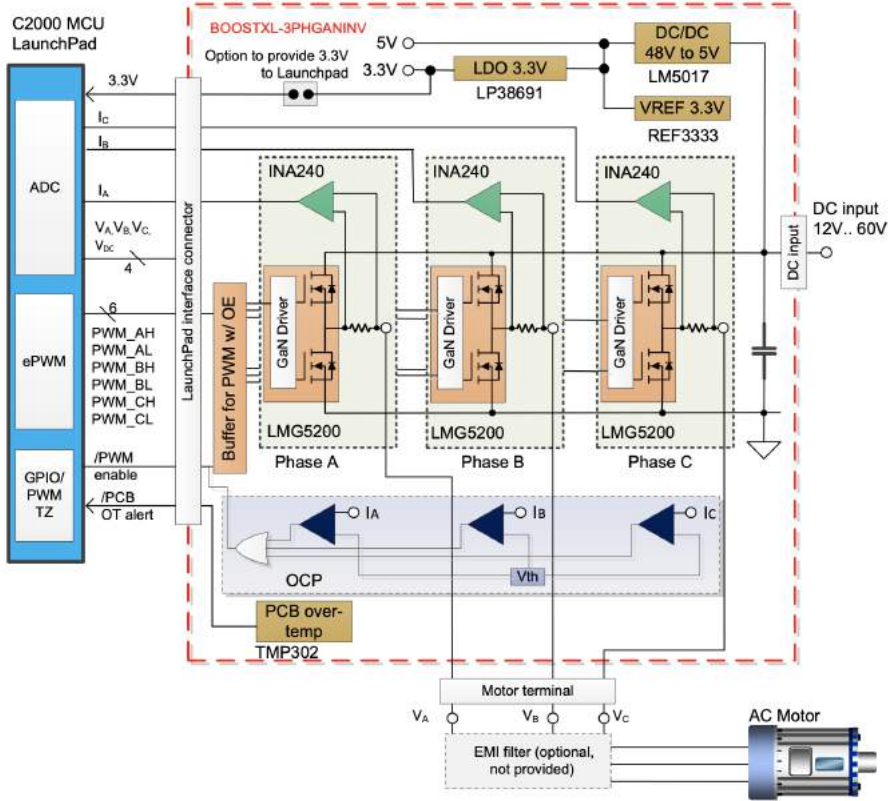 C2000 MCU
LaunchPad
BOOSTXL-3PHGANINV
Option to provide 3.3V
to Launchpad
5V
3.3V
LDO 3.3V
LP38691
DC/DC
48V to 5V
LM5017
VREF 3.3V
REF3333
3.3V
IC
IB
IA
VA,VB,VC,
VDC
4
ADC
ePWM
GPIO/
PWM
TZ
6
PWM_AH
PWM_AL
PWM_BH
PWM_BL
PWM_CH
PWM_CL
/PWM
enable
/PCB
OT alert
LaunchPad interface connector
Buffer for PWM w/ OE
INA240
GaN Driver
LMG5200
Phase A
INA240
GaN Driver
LMG5200
Phase B
INA240
GaN Driver
LMG5200
Phase C
DC input
DC input
12V.. 60V
IA
IB
IC
Vth
OCP
PCB over-
temp
TMP302
Motor terminal
VA
VB
VC
EMI filter (optional,
not provided)
AC Motor